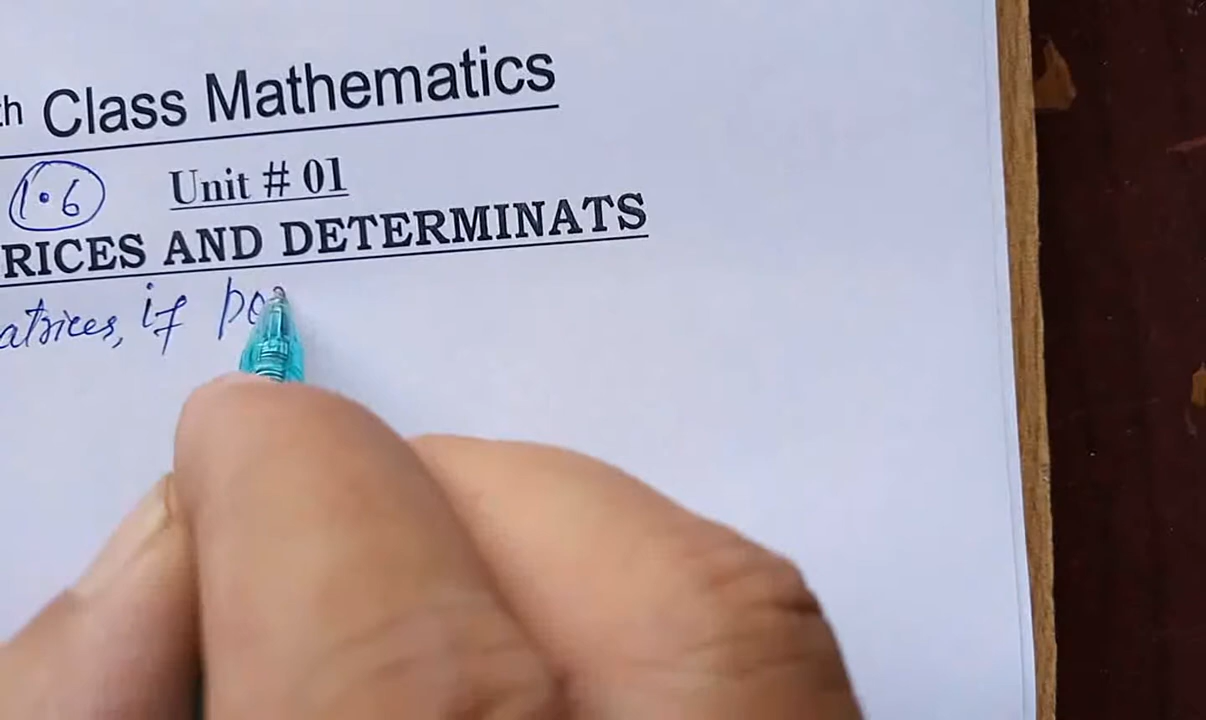 th Class Mathematics
1.6 Unit # 01
RICES AND DETERMINATS
atrices, if po